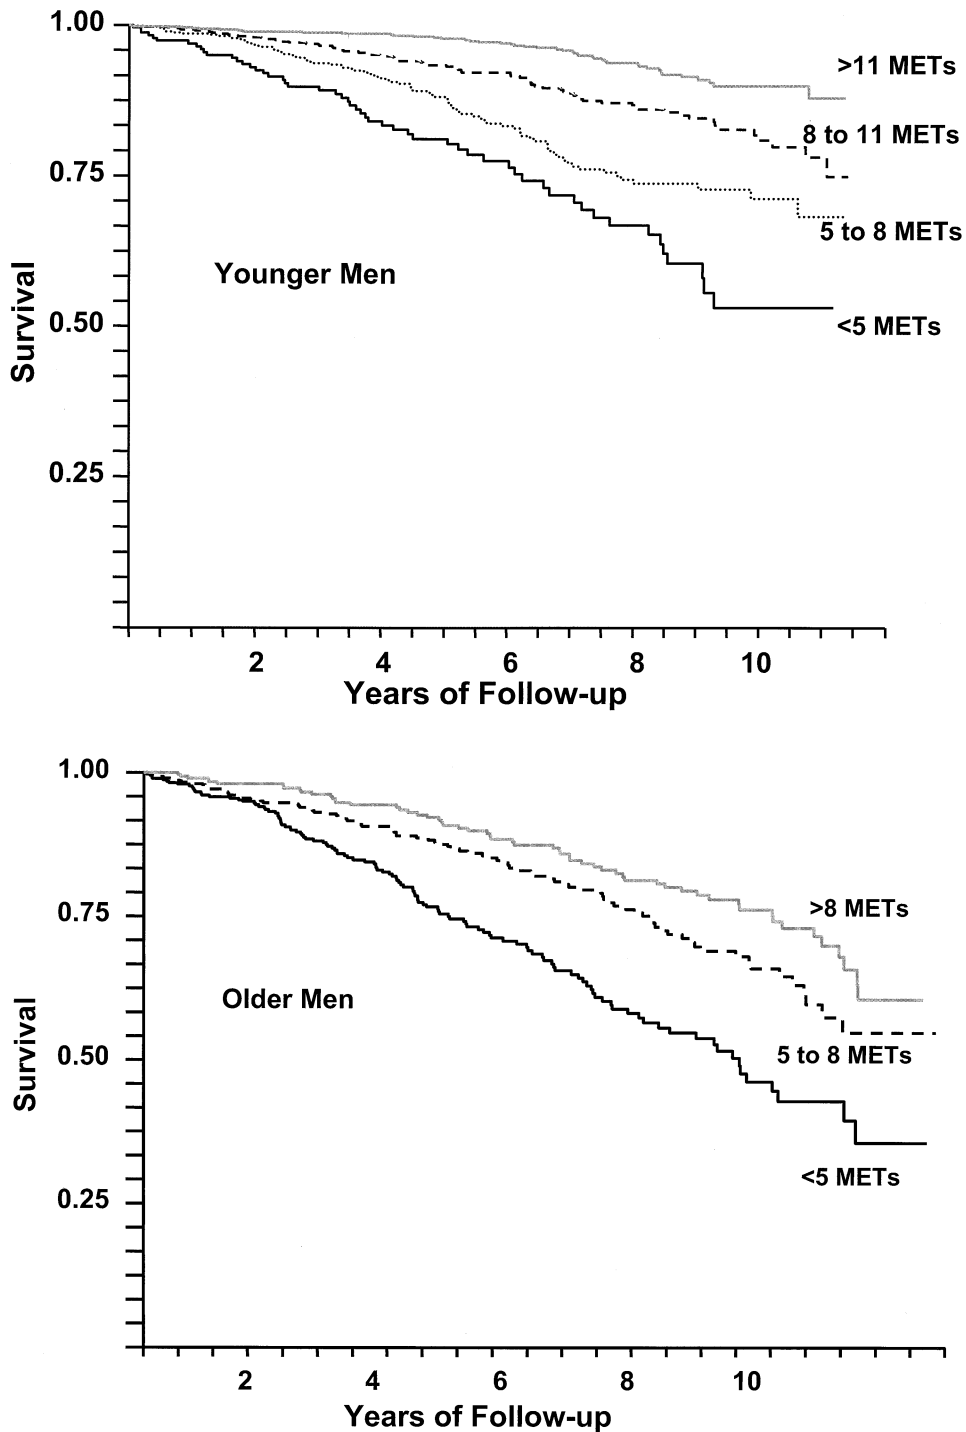 1.00
>11 METs
8 to 11 METs
0.75
5 to 8 METs
Younger Men
Survival
0.50
<5 METs
0.25
2 4 6 8 10
Years of Follow-up
1.00
>8 METs
0.75
Older Men
Survival
0.50
5 to 8 METs
<5 METs
0.25
2 4 6 8 10
Years of Follow-up